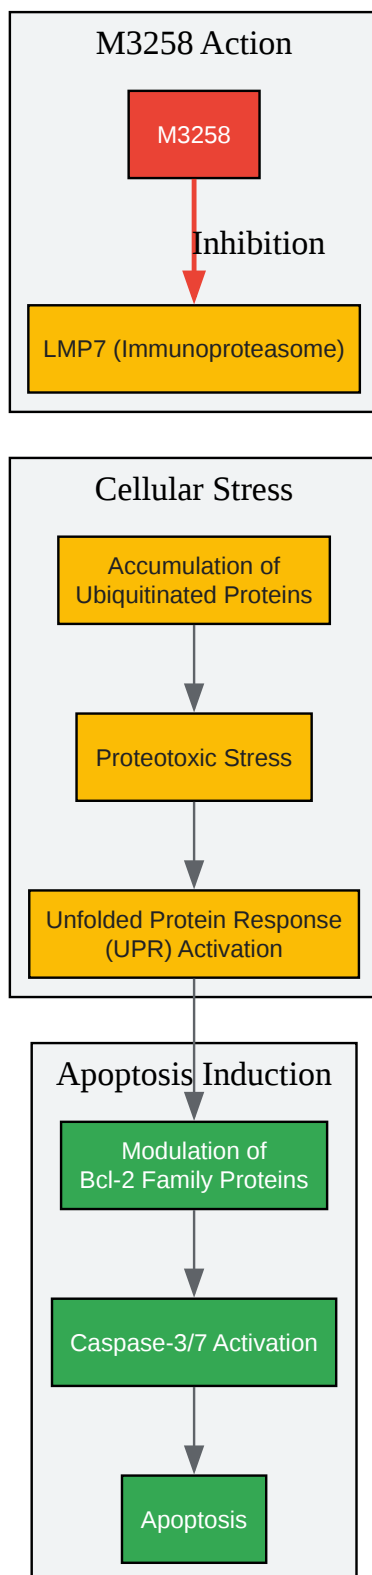 M3258 Action
M3258
Inhibition
LMP7 (Immunoproteasome)
Cellular Stress
Accumulation of
Ubiquitinated Proteins
Proteotoxic Stress
Unfolded Protein Response
(UPR) Activation
Apoptosis Induction
Modulation of
Bcl-2 Family Proteins
Caspase-3/7 Activation
Apoptosis